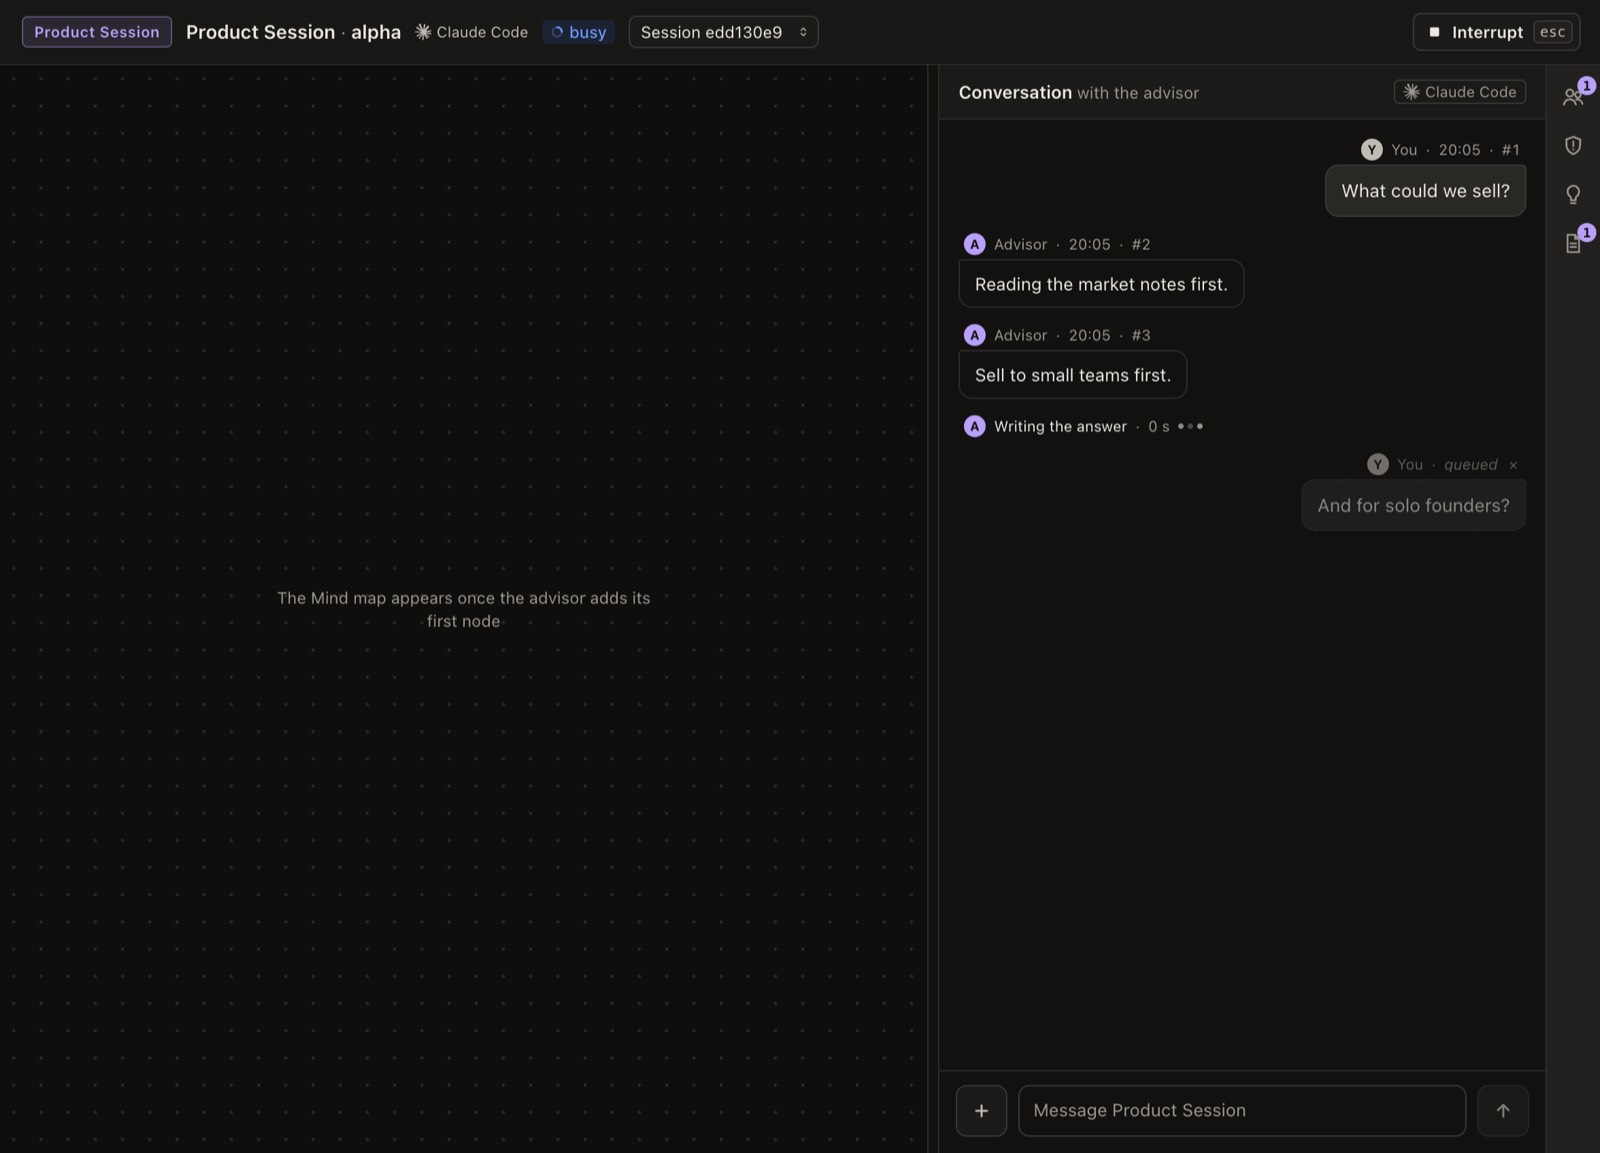 Product Session
Product Session · alpha
Claude Code
busy
Session edd130e9
Interrupt esc
Conversation with the advisor
Claude Code
1
1
Y You · 20:05 · #1
What could we sell?
A Advisor · 20:05 · #2
Reading the market notes first.
A Advisor · 20:05 · #3
Sell to small teams first.
A Writing the answer · 0 s
Y You · queued ×
And for solo founders?
The Mind map appears once the advisor adds its
first node
+ Message Product Session